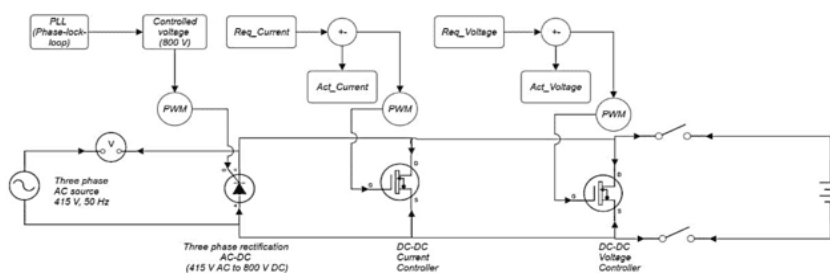 PLL
(Phase-lock-
loop)
Controlled
voltage
(800 V)
Req_Current
+-
Req_Voltage
+-
Act_Current
Act_Voltage
PWM
PWM
PWM
V
Three phase
AC source
415 V, 50 Hz
D
G
S
D
G
S
Three phase rectification
AC-DC
(415 V AC to 800 V DC)
DC-DC
Current
Controller
DC-DC
Voltage
Controller